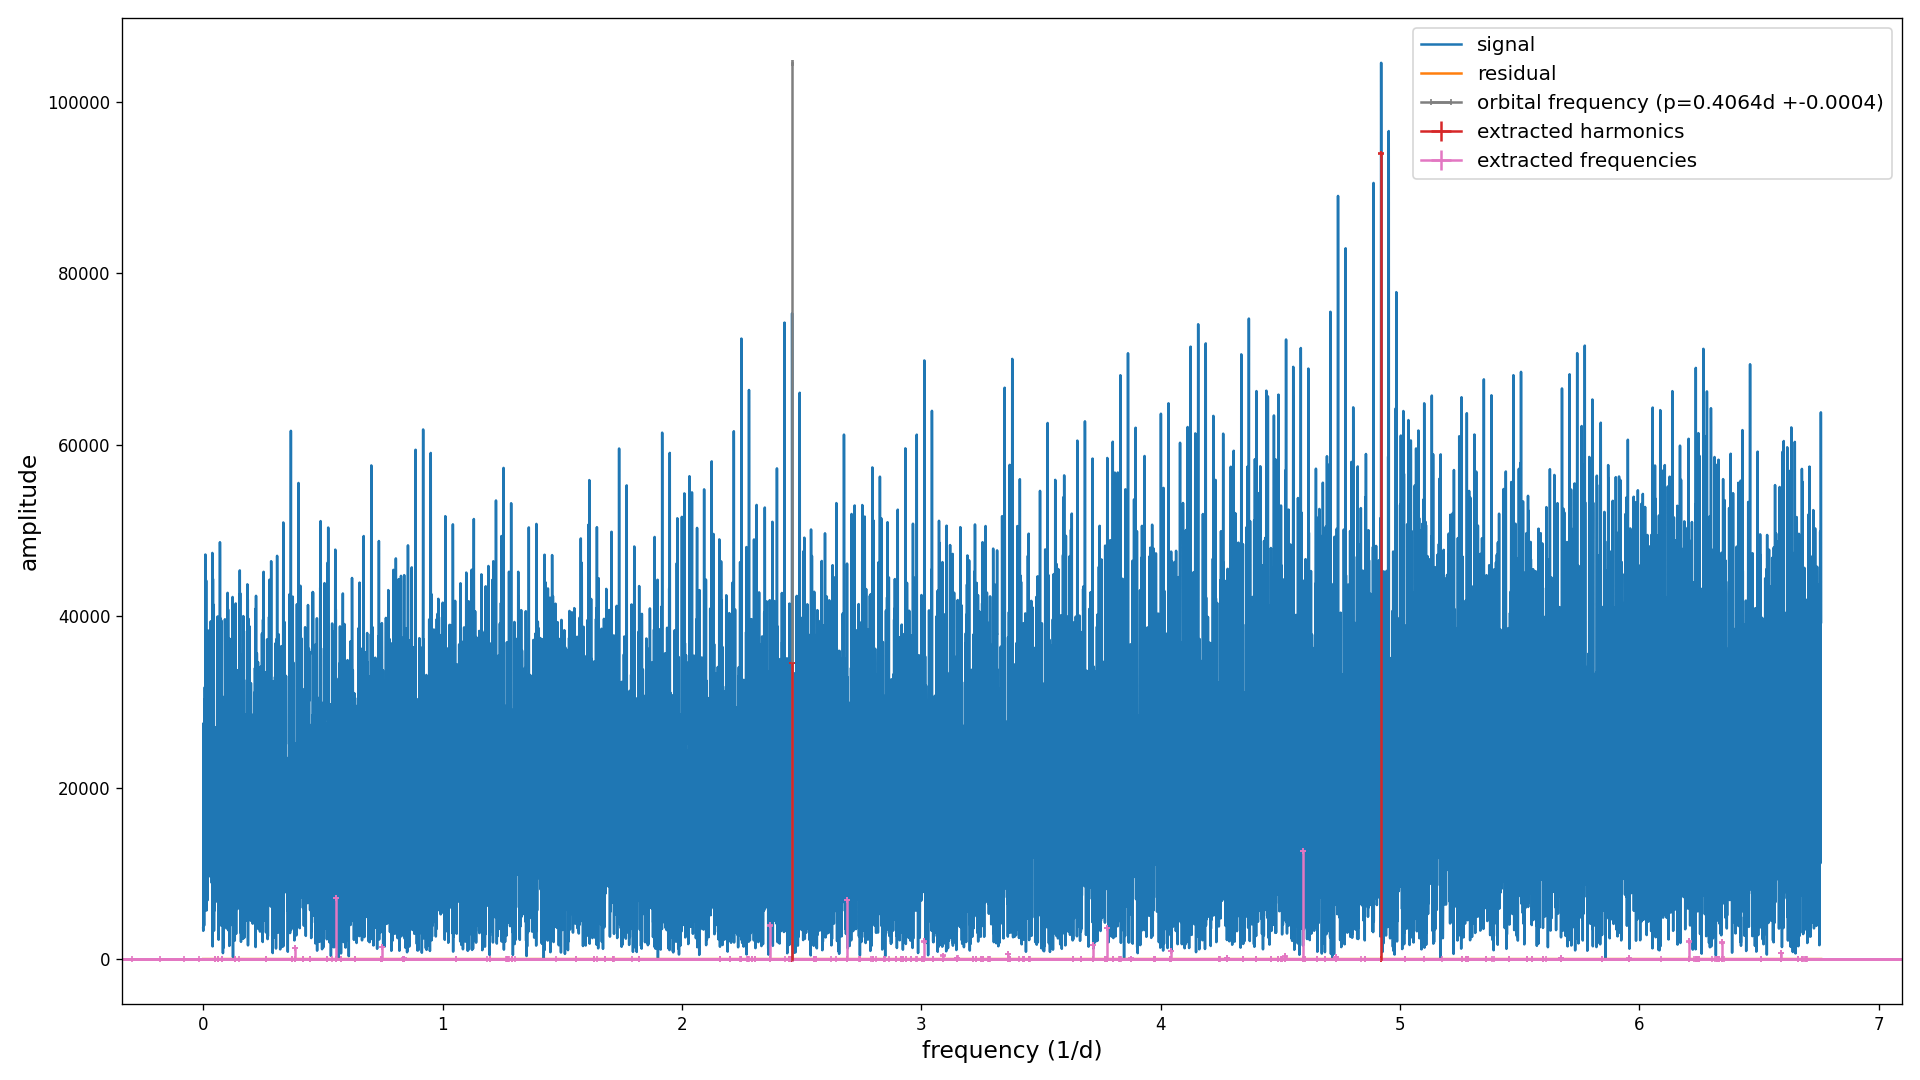 signal
residual
orbital frequency (p=0.4064d +-0.0004)
extracted harmonics
extracted frequencies
100000
80000
60000
40000
20000
0
amplitude
0 1 2 3 4 5 6 7
frequency (1/d)